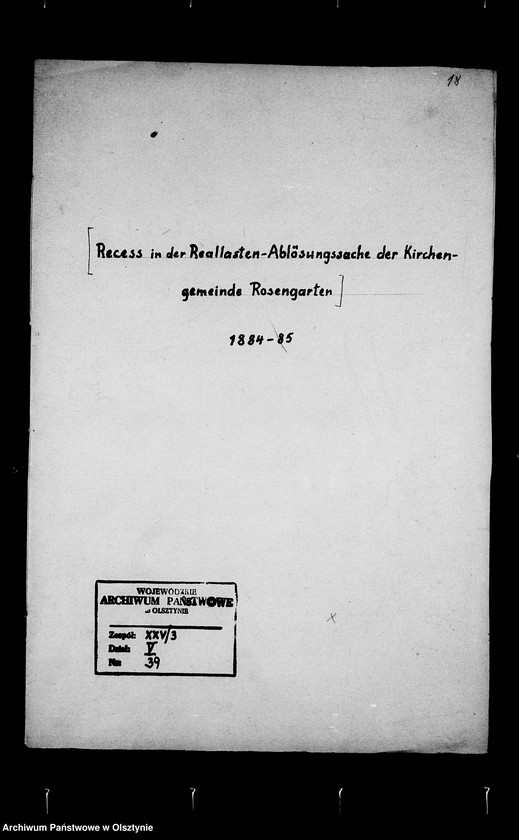 18
[Recess in der Reallasten-Ablösungssache der Kirchen-
gemeinde Rosengarten]
1884-85
WOJEWÓDZKIE
ARCHIWUM PAŃSTWOWE
w OLSZTYNIE
Zespół: XXV/3
Dział: V
Nr: 39
x
Archiwum Państwowe w Olsztynie